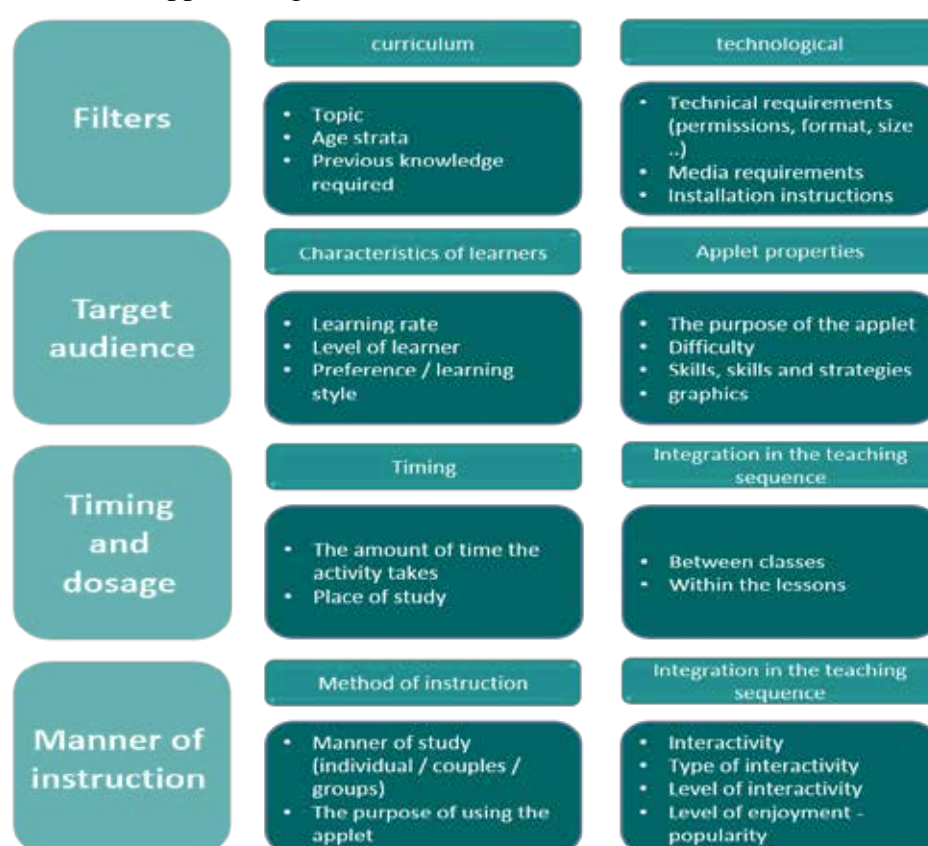 Filters
curriculum
• Topic
• Age strata
• Previous knowledge
required
technological
• Technical requirements
(permissions, format, size
..)
• Media requirements
• Installation instructions
Target
audience
Characteristics of learners
• Learning rate
• Level of learner
• Preference / learning
style
Applet properties
• The purpose of the applet
• Difficulty
• Skills, skills and strategies
• graphics
Timing
and
dosage
Timing
• The amount of time the
activity takes
• Place of study
Integration in the teaching
sequence
• Between classes
• Within the lessons
Manner of
instruction
Method of instruction
• Manner of study
(individual / couples /
groups)
• The purpose of using the
applet
Integration in the teaching
sequence
• Interactivity
• Type of interactivity
• Level of interactivity
• Level of enjoyment -
popularity